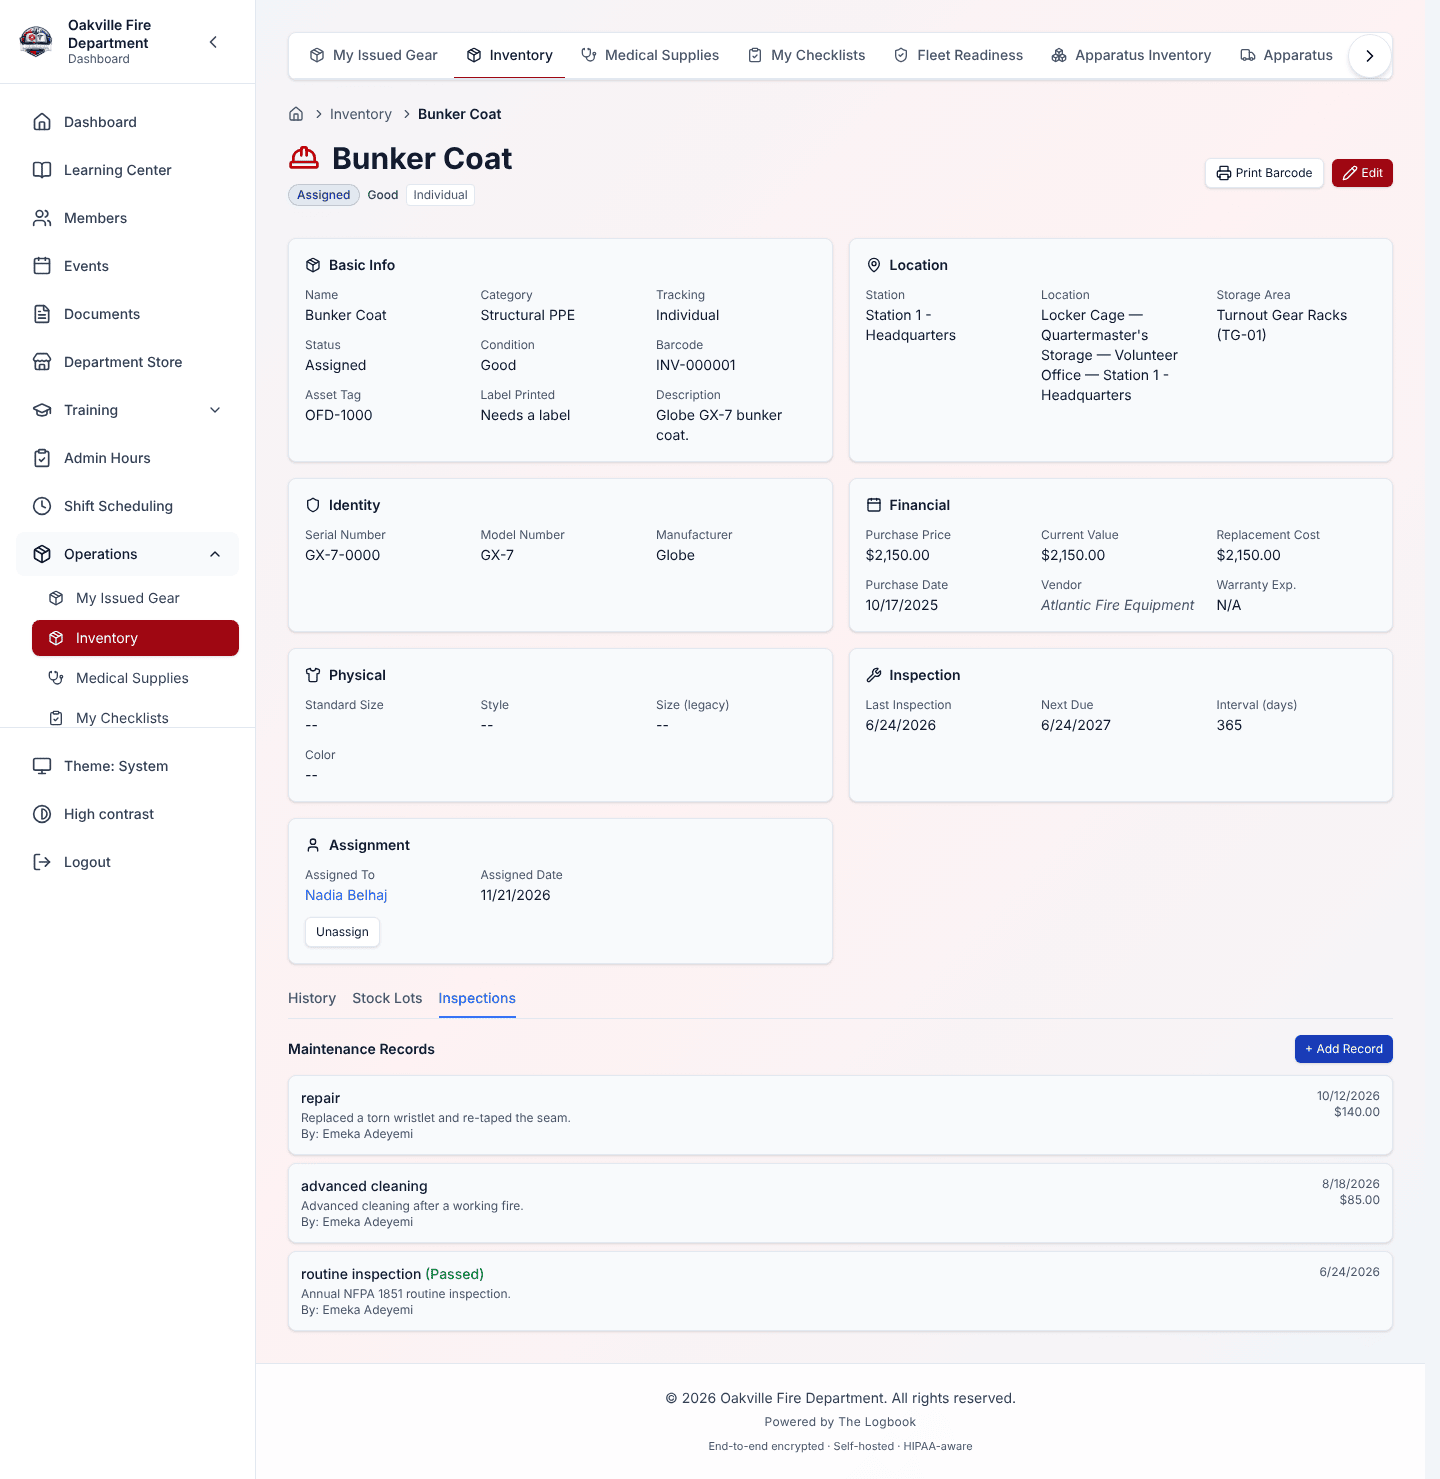 Oakville Fire
Department
Dashboard
Dashboard
Learning Center
Members
Events
Documents
Department Store
Training
Admin Hours
Shift Scheduling
Operations
My Issued Gear
Inventory
Medical Supplies
My Checklists
Theme: System
High contrast
Logout
My Issued Gear
Inventory
Medical Supplies
My Checklists
Fleet Readiness
Apparatus Inventory
Apparatus
Inventory
Bunker Coat
Bunker Coat
Assigned
Good
Individual
Print Barcode
Edit
Basic Info
Name
Category
Tracking
Bunker Coat
Structural PPE
Individual
Status
Condition
Barcode
Assigned
Good
INV-000001
Asset Tag
Label Printed
Description
OFD-1000
Needs a label
Globe GX-7 bunker
coat.
Location
Station
Location
Storage Area
Station 1 -
Headquarters
Locker Cage —
Quartermaster's
Storage — Volunteer
Office — Station 1 -
Headquarters
Turnout Gear Racks
(TG-01)
Identity
Serial Number
Model Number
Manufacturer
GX-7-0000
GX-7
Globe
Financial
Purchase Price
Current Value
Replacement Cost
$2,150.00
$2,150.00
$2,150.00
Purchase Date
Vendor
Warranty Exp.
10/17/2025
Atlantic Fire Equipment
N/A
Physical
Standard Size
Style
Size (legacy)
--
--
--
Color
--
Inspection
Last Inspection
Next Due
Interval (days)
6/24/2026
6/24/2027
365
Assignment
Assigned To
Assigned Date
Nadia Belhaj
11/21/2026
Unassign
History
Stock Lots
Inspections
Maintenance Records
+ Add Record
repair
10/12/2026
Replaced a torn wristlet and re-taped the seam.
$140.00
By: Emeka Adeyemi
advanced cleaning
8/18/2026
Advanced cleaning after a working fire.
$85.00
By: Emeka Adeyemi
routine inspection (Passed)
6/24/2026
Annual NFPA 1851 routine inspection.
By: Emeka Adeyemi
© 2026 Oakville Fire Department. All rights reserved.
Powered by The Logbook
End-to-end encrypted · Self-hosted · HIPAA-aware